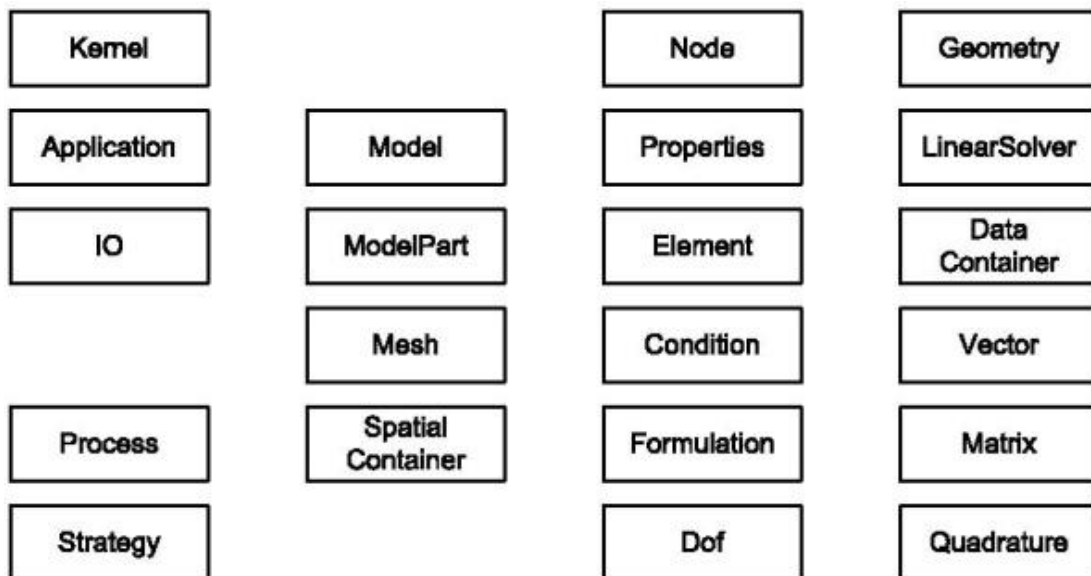 Kernel
Node
Geometry
Application
Model
Properties
LinearSolver
IO
ModelPart
Element
Data
Container
Mesh
Condition
Vector
Process
Spatial
Container
Formulation
Matrix
Strategy
Dof
Quadrature